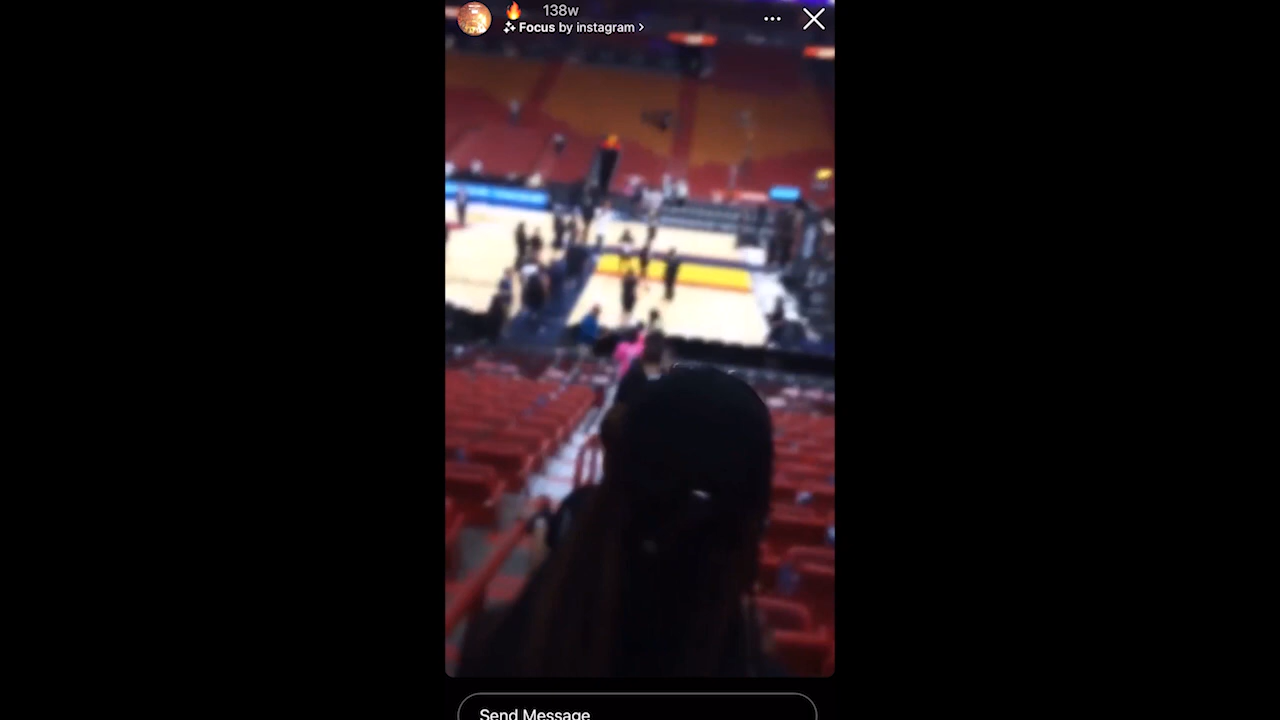 🔥 138w
Focus by instagram
Send Message